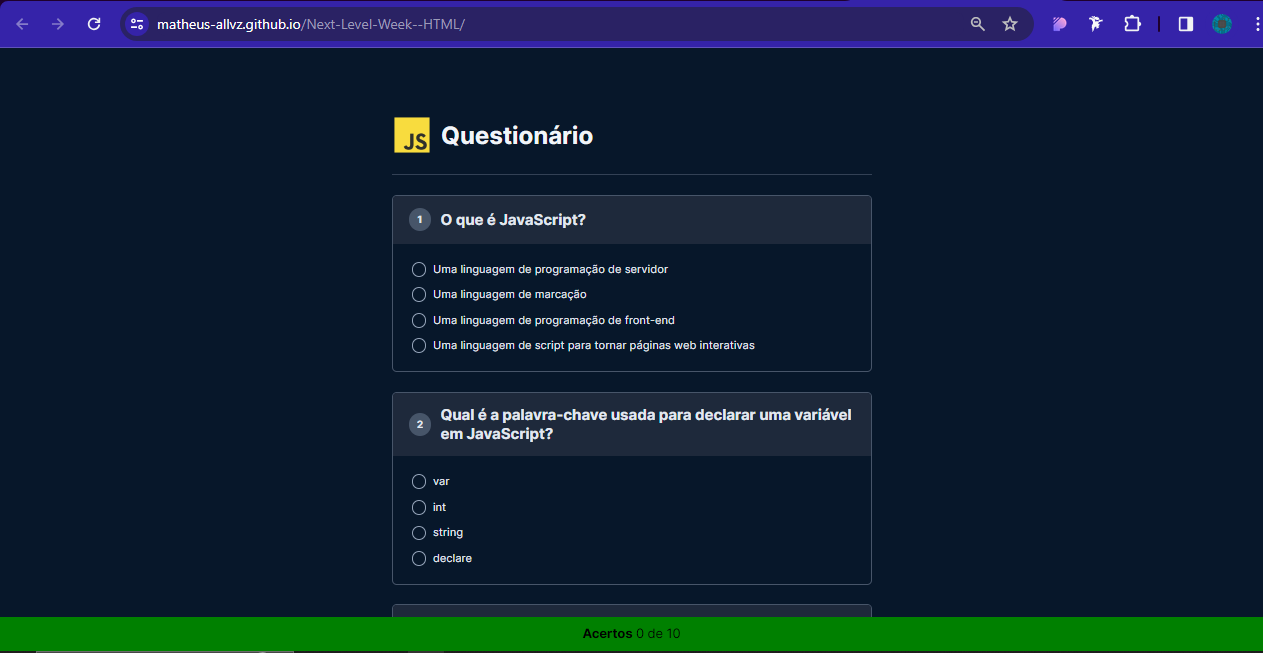 matheus-allvz.github.io/Next-Level-Week--HTML/
JS Questionário
1 O que é JavaScript?
Uma linguagem de programação de servidor
Uma linguagem de marcação
Uma linguagem de programação de front-end
Uma linguagem de script para tornar páginas web interativas
2 Qual é a palavra-chave usada para declarar uma variável
em JavaScript?
var
int
string
declare
Acertos 0 de 10